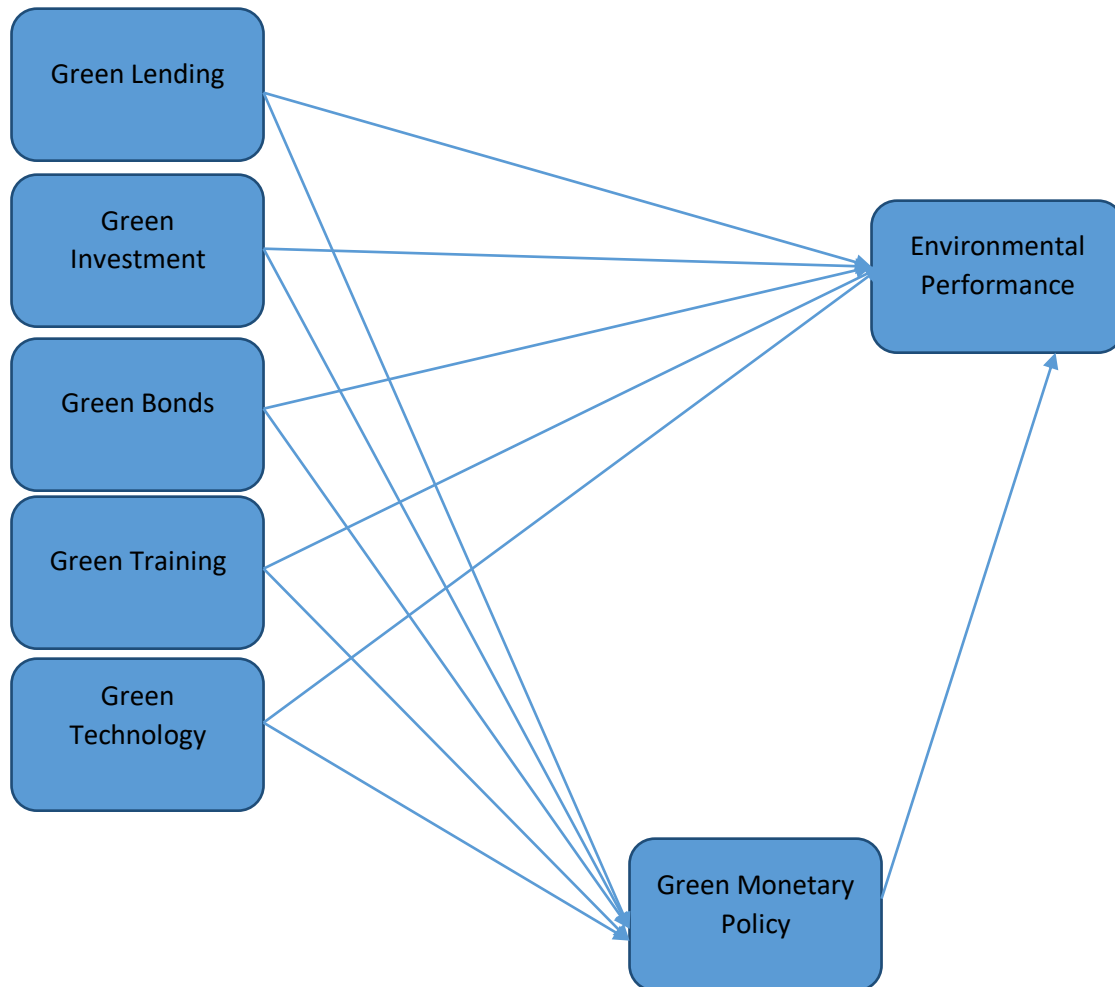 Green Lending
Green
Investment
Green Bonds
Green Training
Green
Technology
Environmental
Performance
Green Monetary
Policy